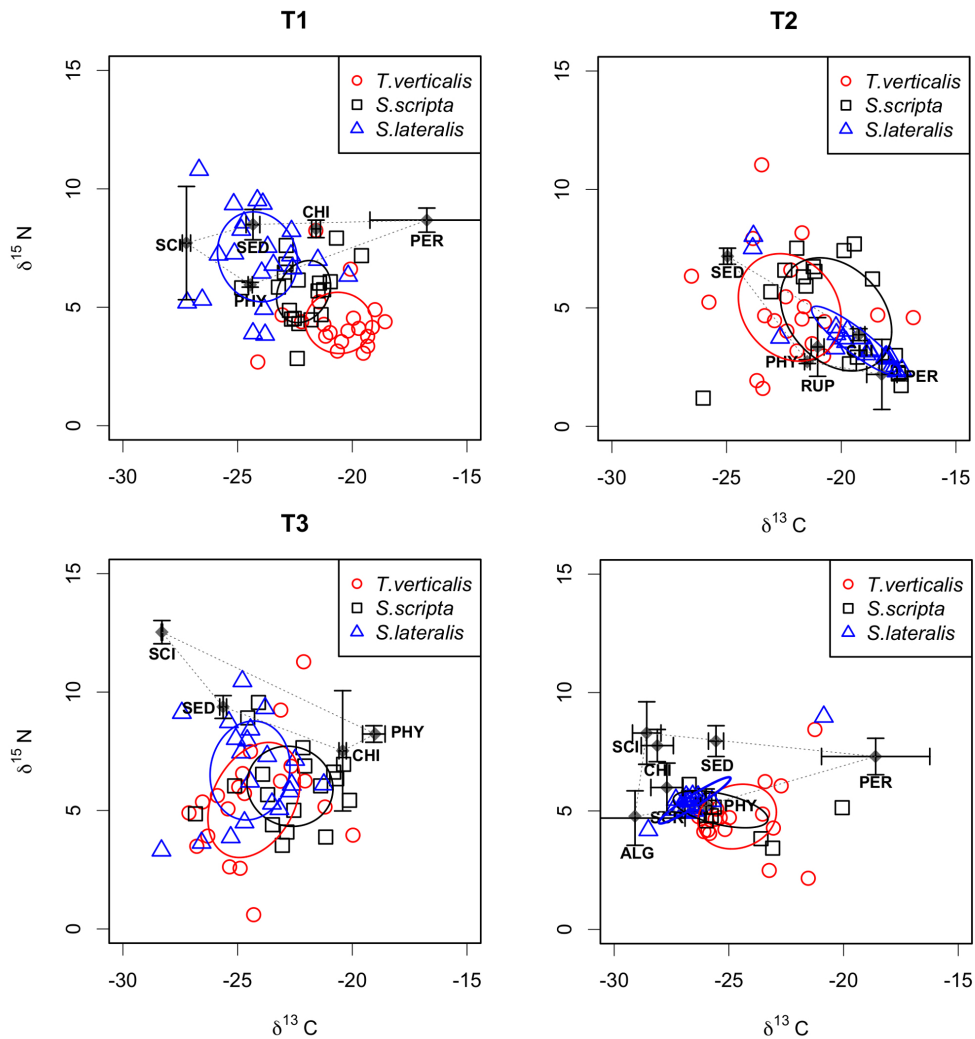 T1
T2
15
10
5
0
δ15 N
-30
-25
-20
-15
T.verticalis
S.scripta
S.lateralis
SCI
SED
CHI
PER
PHY
15
10
5
0
-30
-25
-20
-15
δ13 C
T.verticalis
S.scripta
S.lateralis
SED
PHY
RUP
PER
T3
15
10
5
0
δ15 N
-30
-25
-20
-15
δ13 C
T.verticalis
S.scripta
S.lateralis
SCI
SED
PHY
CHI
15
10
5
0
-30
-25
-20
-15
δ13 C
T.verticalis
S.scripta
S.lateralis
SCI
CHI
SED
PER
PHY
ALG